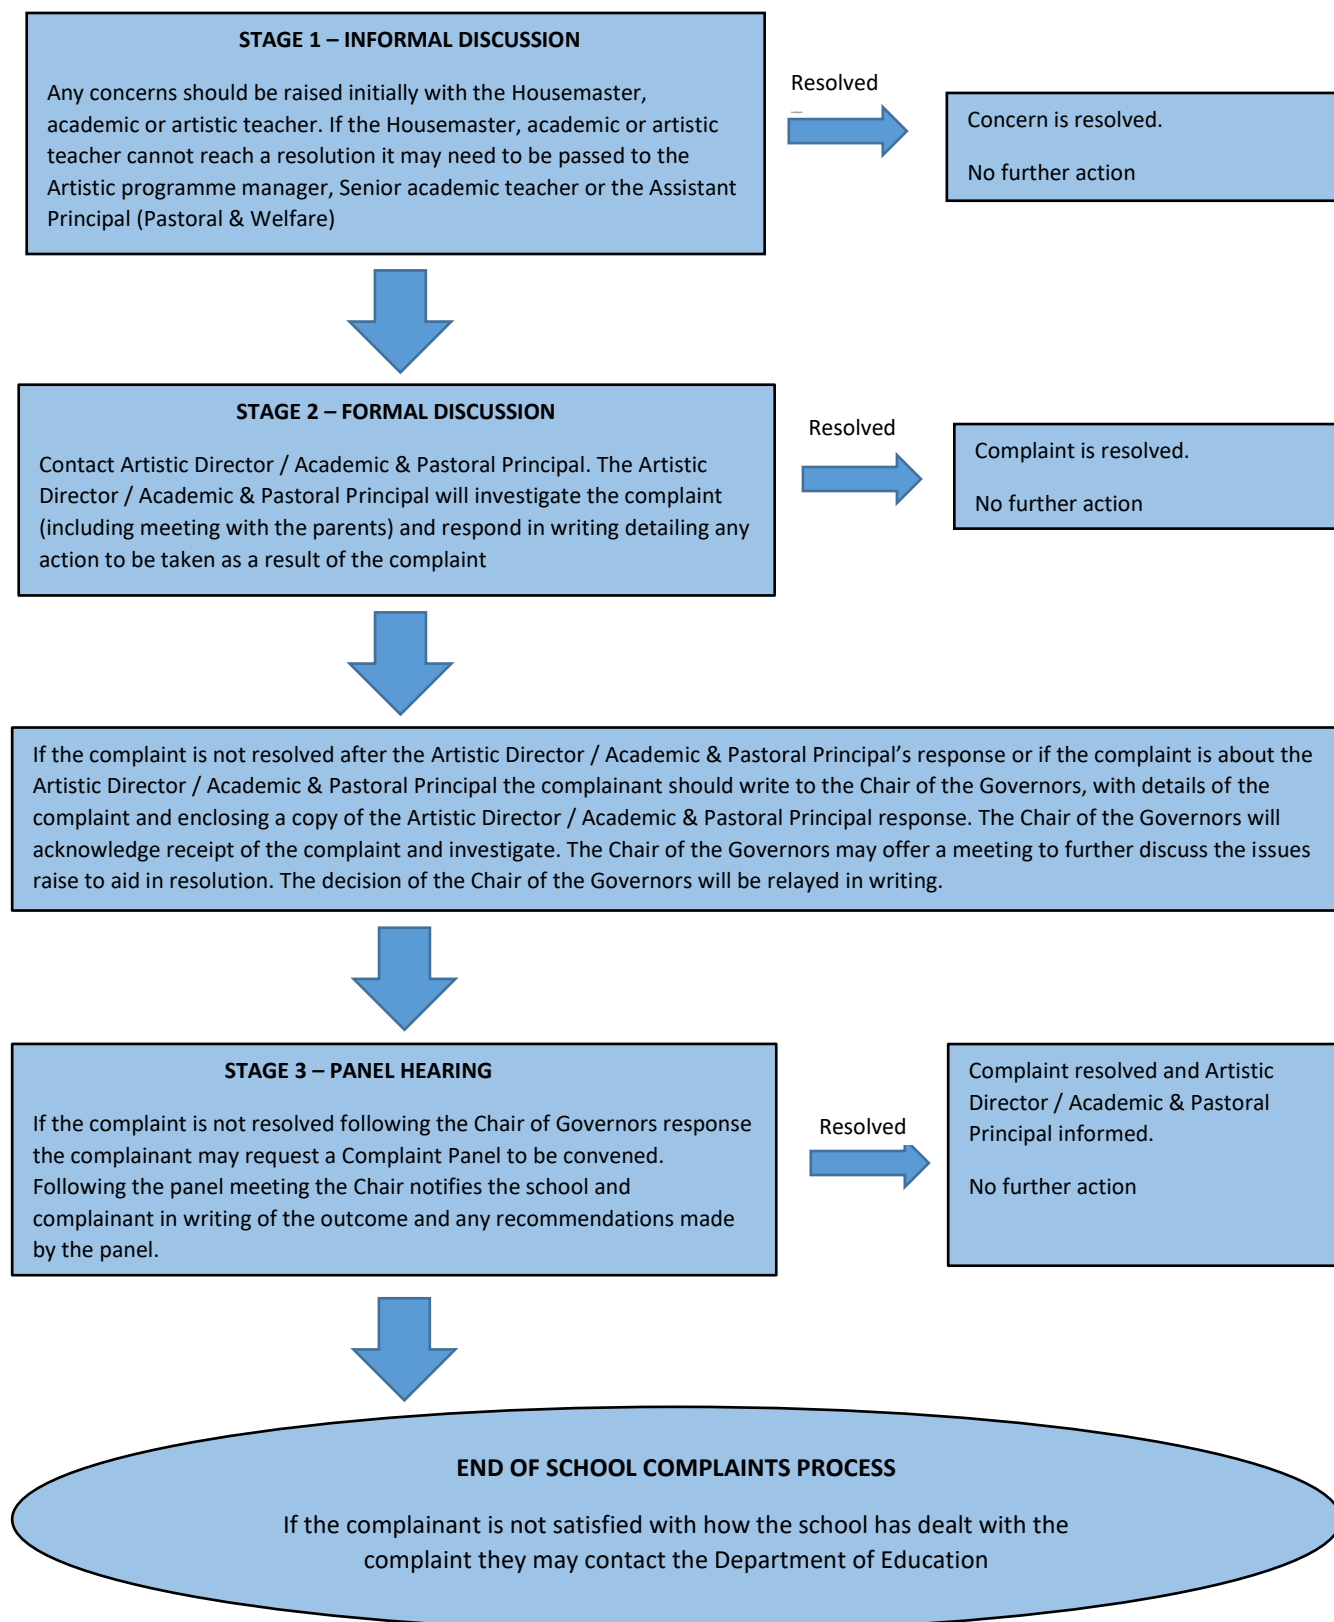 STAGE 1 – INFORMAL DISCUSSION
Any concerns should be raised initially with the Housemaster,
academic or artistic teacher. If the Housemaster, academic or artistic
teacher cannot reach a resolution it may need to be passed to the
Artistic programme manager, Senior academic teacher or the Assistant
Principal (Pastoral & Welfare)
Resolved
Concern is resolved.
No further action
STAGE 2 – FORMAL DISCUSSION
Contact Artistic Director / Academic & Pastoral Principal. The Artistic
Director / Academic & Pastoral Principal will investigate the complaint
(including meeting with the parents) and respond in writing detailing any
action to be taken as a result of the complaint
Resolved
Complaint is resolved.
No further action
If the complaint is not resolved after the Artistic Director / Academic & Pastoral Principal’s response or if the complaint is about the
Artistic Director / Academic & Pastoral Principal the complainant should write to the Chair of the Governors, with details of the
complaint and enclosing a copy of the Artistic Director / Academic & Pastoral Principal response. The Chair of the Governors will
acknowledge receipt of the complaint and investigate. The Chair of the Governors may offer a meeting to further discuss the issues
raise to aid in resolution. The decision of the Chair of the Governors will be relayed in writing.
STAGE 3 – PANEL HEARING
If the complaint is not resolved following the Chair of Governors response
the complainant may request a Complaint Panel to be convened.
Following the panel meeting the Chair notifies the school and
complainant in writing of the outcome and any recommendations made
by the panel.
Resolved
Complaint resolved and Artistic
Director / Academic & Pastoral
Principal informed.
No further action
END OF SCHOOL COMPLAINTS PROCESS
If the complainant is not satisfied with how the school has dealt with the
complaint they may contact the Department of Education